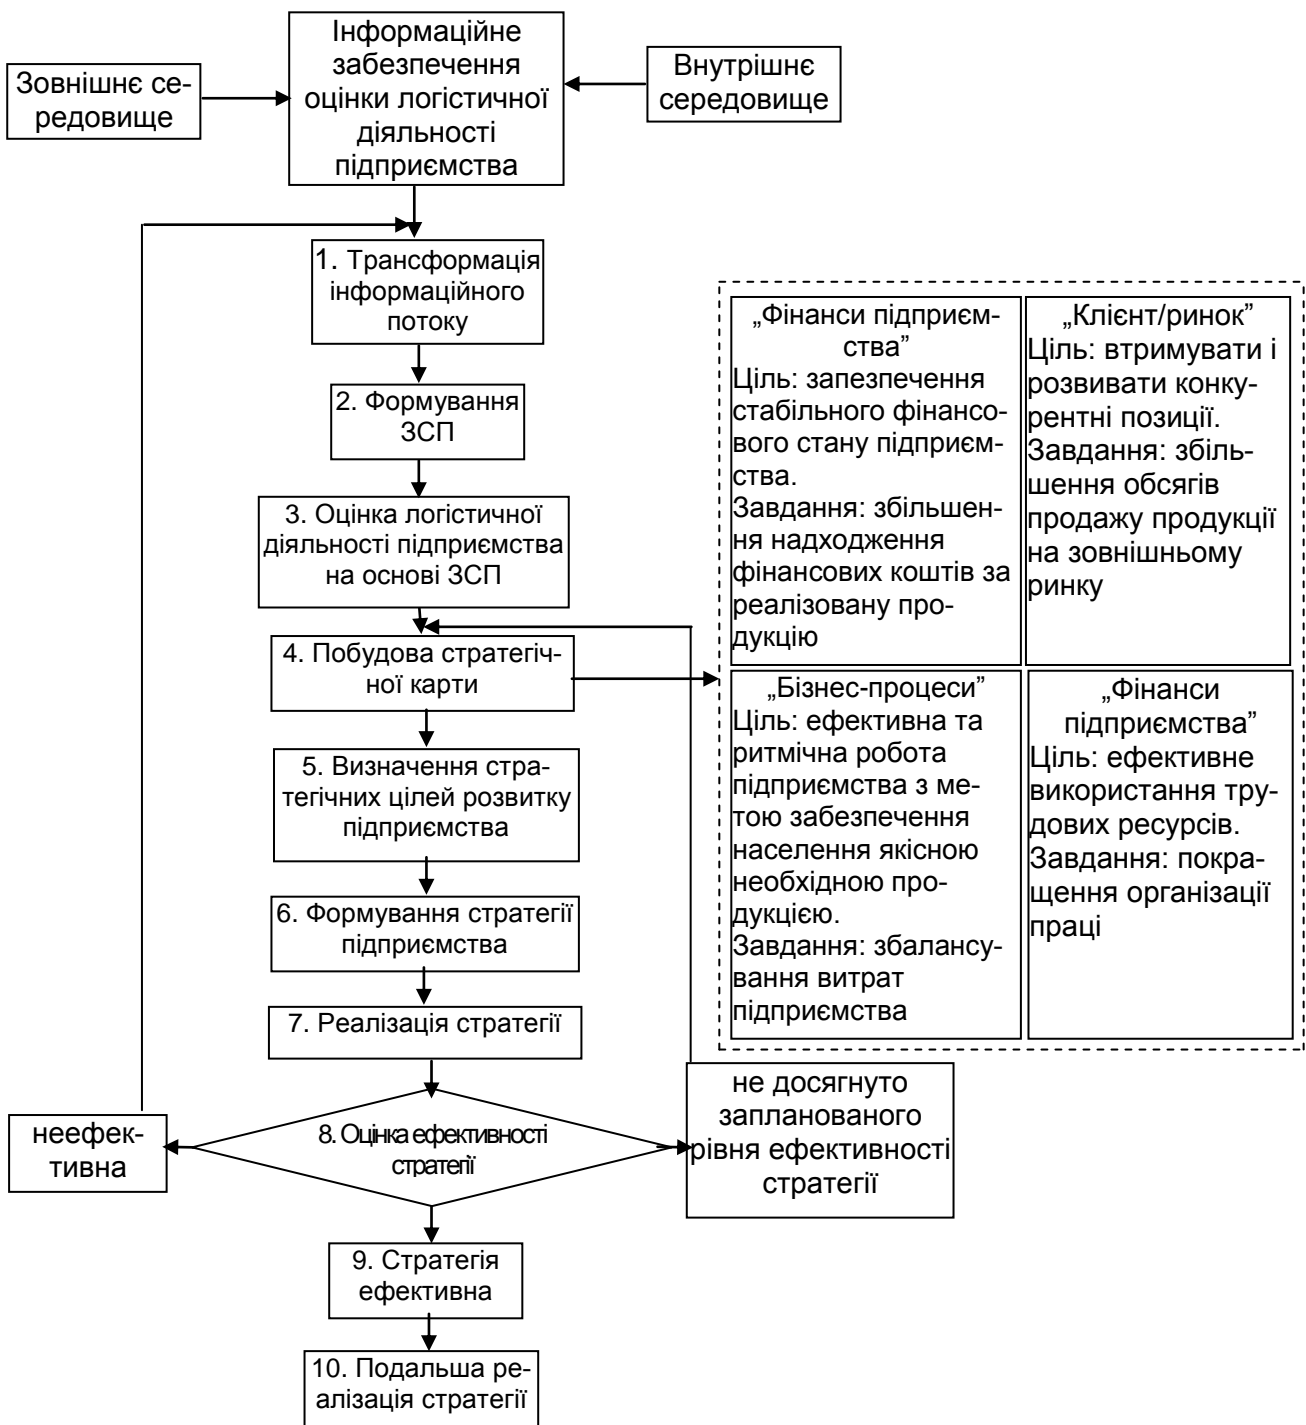 Інформаційне
забезпечення
оцінки логістичної
діяльності
підприємства
Зовнішнє се-
редовище
Внутрішнє
середовище
1. Трансформація
інформаційного
потоку
2. Формування
ЗСП
3. Оцінка логістичної
діяльності підприємства
на основі ЗСП
4. Побудова стратегіч-
ної карти
5. Визначення стра-
тегічних цілей розвитку
підприємства
6. Формування стратегії
підприємства
7. Реалізація стратегії
8. Оцінка ефективності
стратегії
неефек-
тивна
не досягнуто
запланованого
рівня ефективності
стратегії
9. Стратегія
ефективна
10. Подальша ре-
алізація стратегії
„Фінанси підприєм-
ства”
Ціль: запезпечення
стабільного фінансо-
вого стану підприєм-
ства.
Завдання: збільшен-
ня надходження
фінансових коштів за
реалізовану про-
дукцію
„Клієнт/ринок”
Ціль: втримувати і
розвивати конку-
рентні позиції.
Завдання: збіль-
шення обсягів
продажу продукції
на зовнішньому
ринку
„Бізнес-процеси”
Ціль: ефективна та
ритмічна робота
підприємства з ме-
тою забезпечення
населення якісною
необхідною про-
дукцією.
Завдання: збалансу-
вання витрат
підприємства
„Фінанси
підприємства”
Ціль: ефективне
використання тру-
дових ресурсів.
Завдання: покра-
щення організації
праці